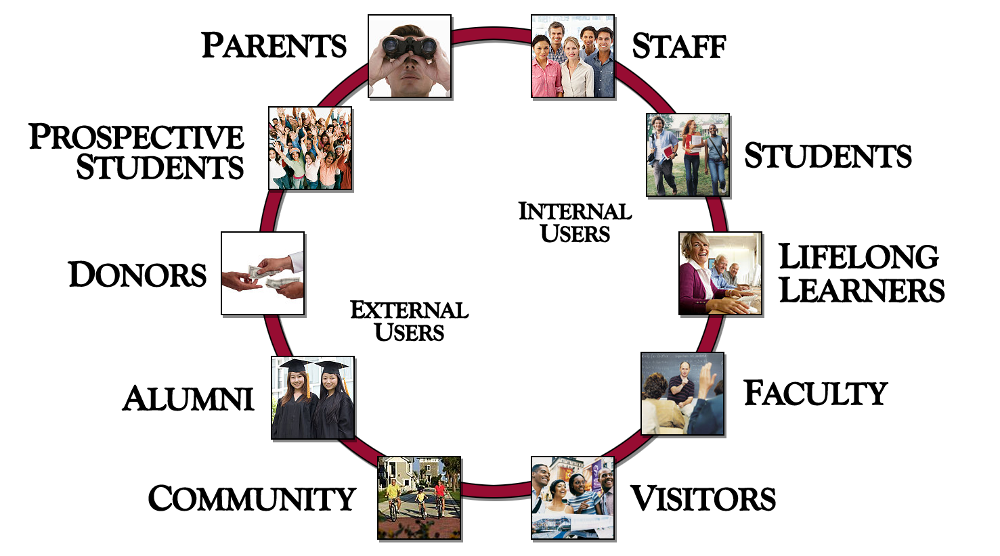 PARENTS
STAFF
PROSPECTIVE
STUDENTS
STUDENTS
INTERNAL
USERS
LIFELONG
LEARNERS
DONORS
EXTERNAL
USERS
ALUMNI
FACULTY
COMMUNITY
VISITORS